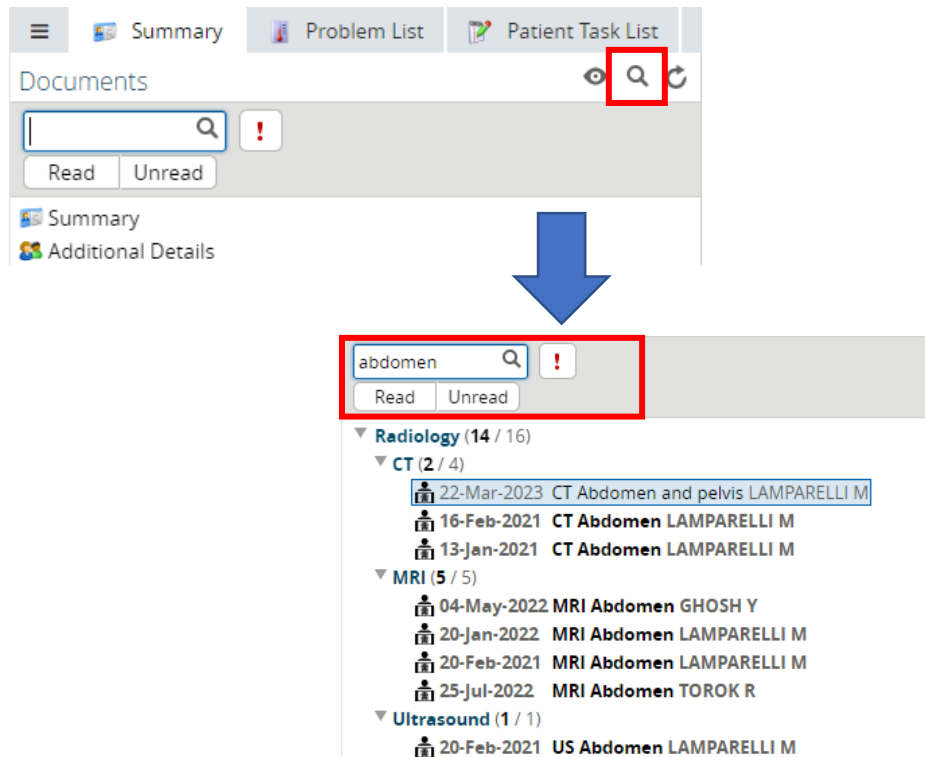 Summary Problem List Patient Task List
Documents
!
Read Unread
Summary
Additional Details
abdomen !
Read Unread
Radiology (14 / 16)
CT (2 / 4)
22-Mar-2023 CT Abdomen and pelvis LAMPARELLI M
16-Feb-2021 CT Abdomen LAMPARELLI M
13-Jan-2021 CT Abdomen LAMPARELLI M
MRI (5 / 5)
04-May-2022 MRI Abdomen GHOSH Y
20-Jan-2022 MRI Abdomen LAMPARELLI M
20-Feb-2021 MRI Abdomen LAMPARELLI M
25-Jul-2022 MRI Abdomen TOROK R
Ultrasound (1 / 1)
20-Feb-2021 US Abdomen LAMPARELLI M